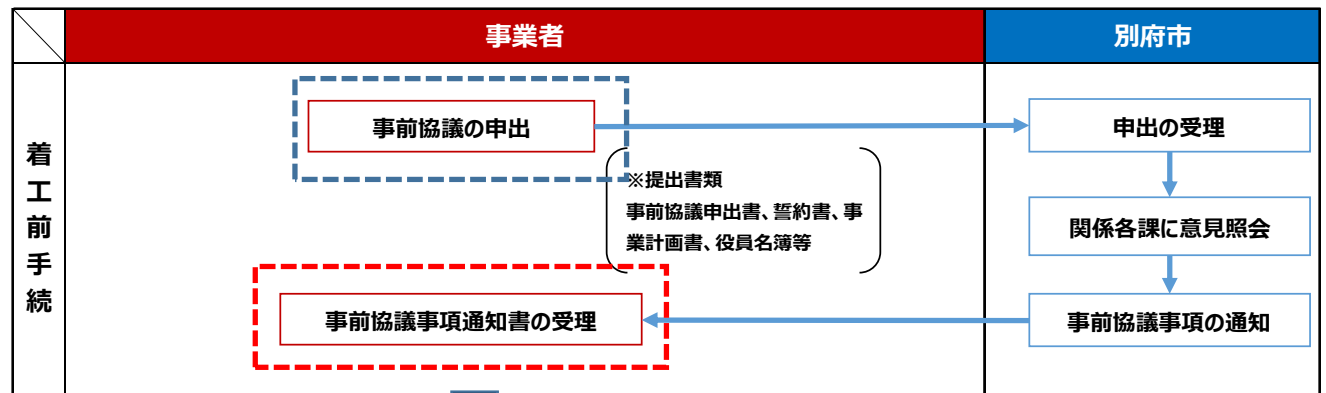 事業者
別府市
着工前手続
事前協議の申出
申出の受理
※提出書類
事前協議申出書、誓約書、事
業計画書、役員名簿等
関係各課に意見照会
事前協議事項通知書の受理
事前協議事項の通知